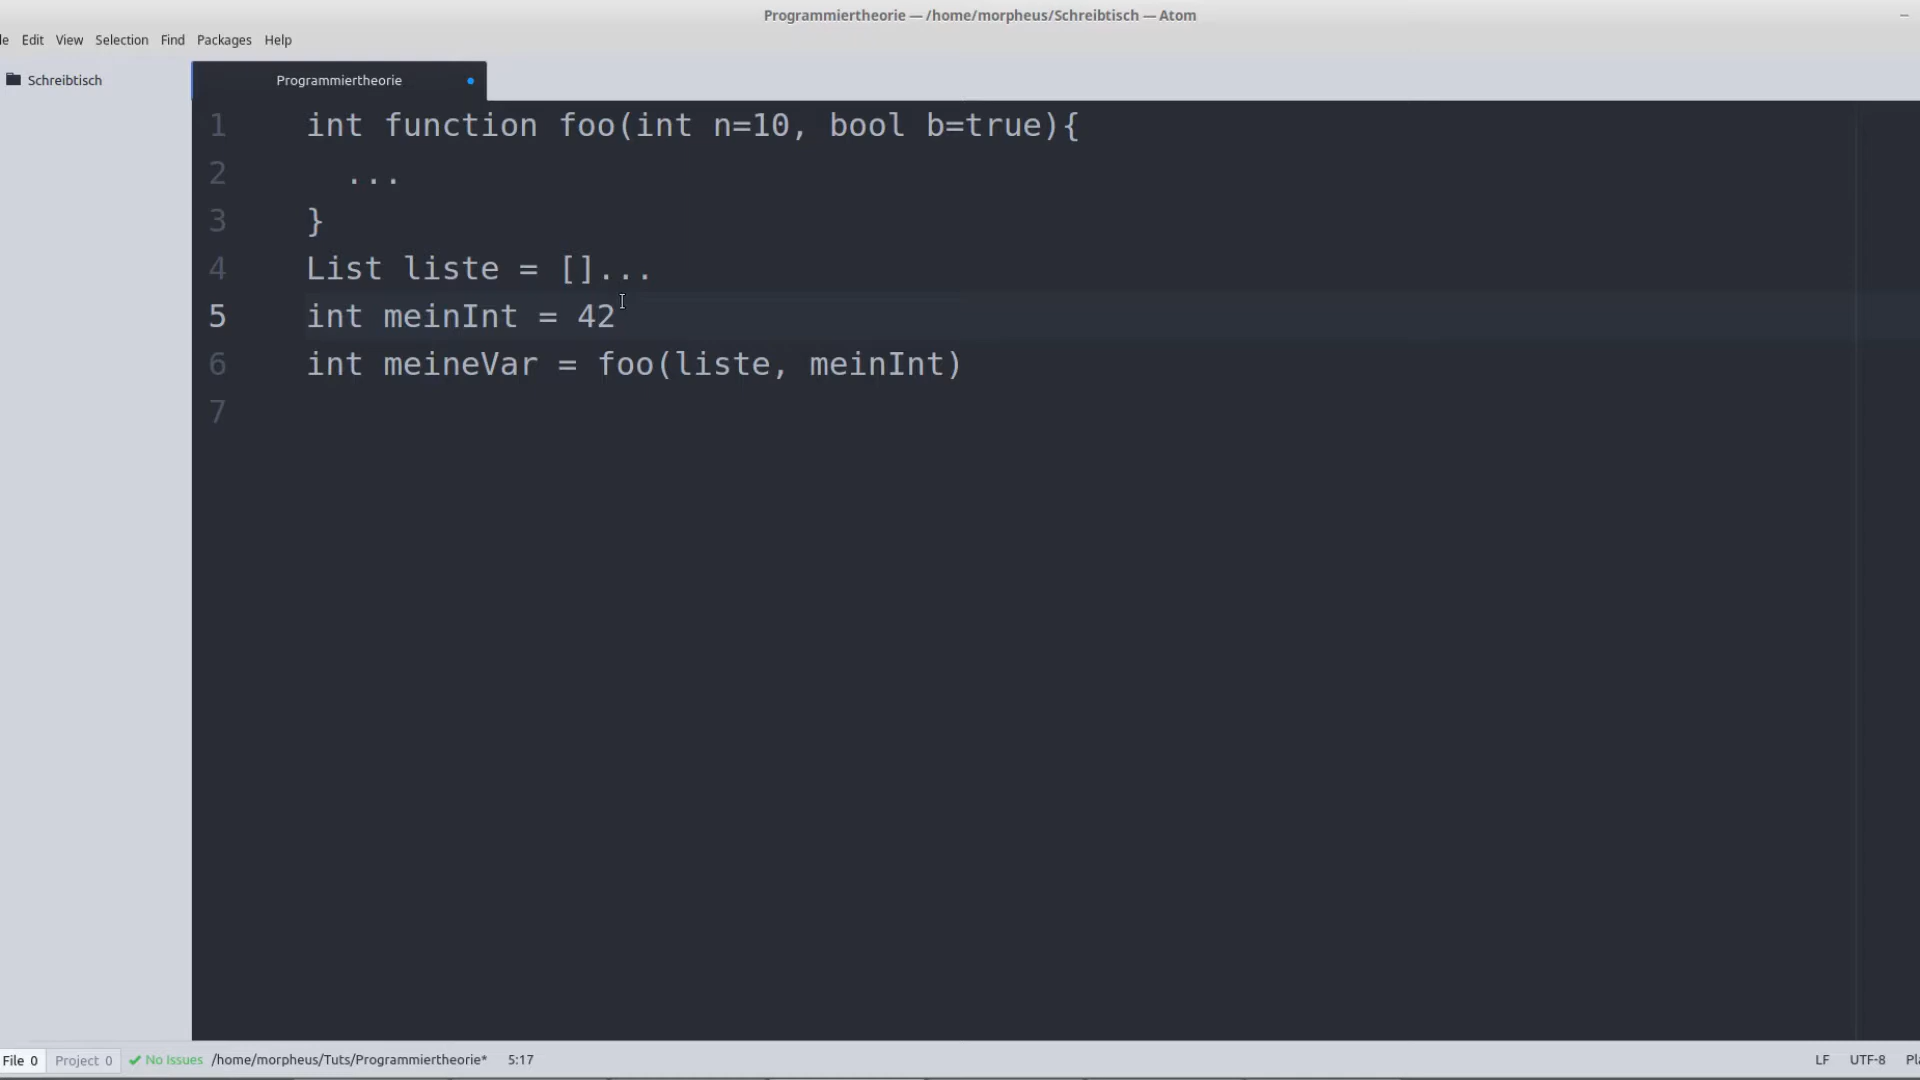 Programmiertheorie — /home/morpheus/Schreibtisch — Atom
le Edit View Selection Find Packages Help
Schreibtisch
Programmiertheorie
1 int function foo(int n=10, bool b=true){
2 ...
3 }
4 List liste = []...
5 int meinInt = 42
6 int meineVar = foo(liste, meinInt)
7
File 0 Project 0 No Issues /home/morpheus/Tuts/Programmiertheorie* 5:17 LF UTF-8 Pl